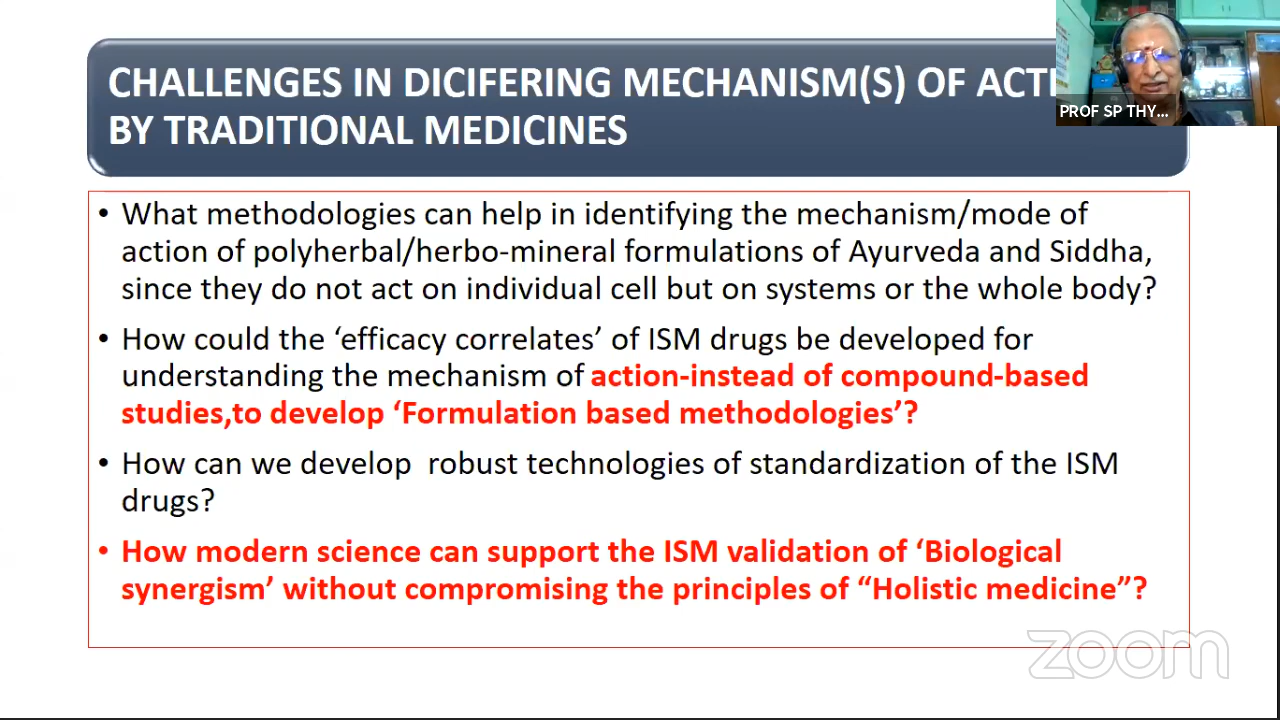 CHALLENGES IN DICIFERING MECHANISM(S) OF ACTI
BY TRADITIONAL MEDICINES
PROF SP THY...
• What methodologies can help in identifying the mechanism/mode of
action of polyherbal/herbo-mineral formulations of Ayurveda and Siddha,
since they do not act on individual cell but on systems or the whole body?
• How could the ‘efficacy correlates’ of ISM drugs be developed for
understanding the mechanism of action-instead of compound-based
studies,to develop ‘Formulation based methodologies’?
• How can we develop  robust technologies of standardization of the ISM
drugs?
• How modern science can support the ISM validation of ‘Biological
synergism’ without compromising the principles of “Holistic medicine”?
zoom